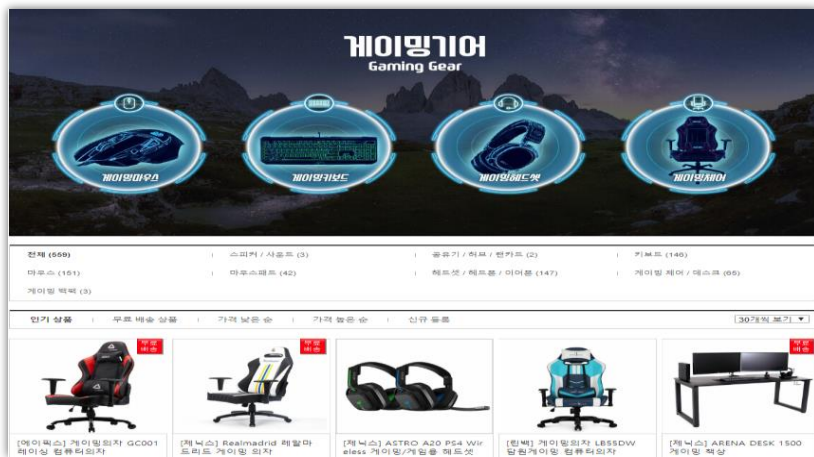 게이밍기어
Gaming Gear
게이밍마우스
게이밍키보드
게이밍헤드셋
게이밍체어
전체 (559)
스피커 / 사운드 (3)
공유기 / 허브 / 랜카드 (2)
키보드 (146)
마우스 (151)
마우스패드 (42)
헤드셋 / 헤드폰 / 이어폰 (147)
게이밍 체어 / 데스크 (65)
게이밍 백팩 (3)
인기 상품
무료 배송 상품
가격 낮은 순
가격 높은 순
신규 등록
30개씩 보기
무료
배송
무료
배송
무료
배송
[에이픽스] 게이밍의자 GC001
레이싱 컴퓨터의자
[제닉스] Realmadrid 레알마
드리드 게이밍 의자
[제닉스] ASTRO A20 PS4 Wir
eless 게이밍/게임용 헤드셋
[린백] 게이밍의자 LB55DW
담원게이밍 컴퓨터의자
[제닉스] ARENA DESK 1500
게이밍 책상